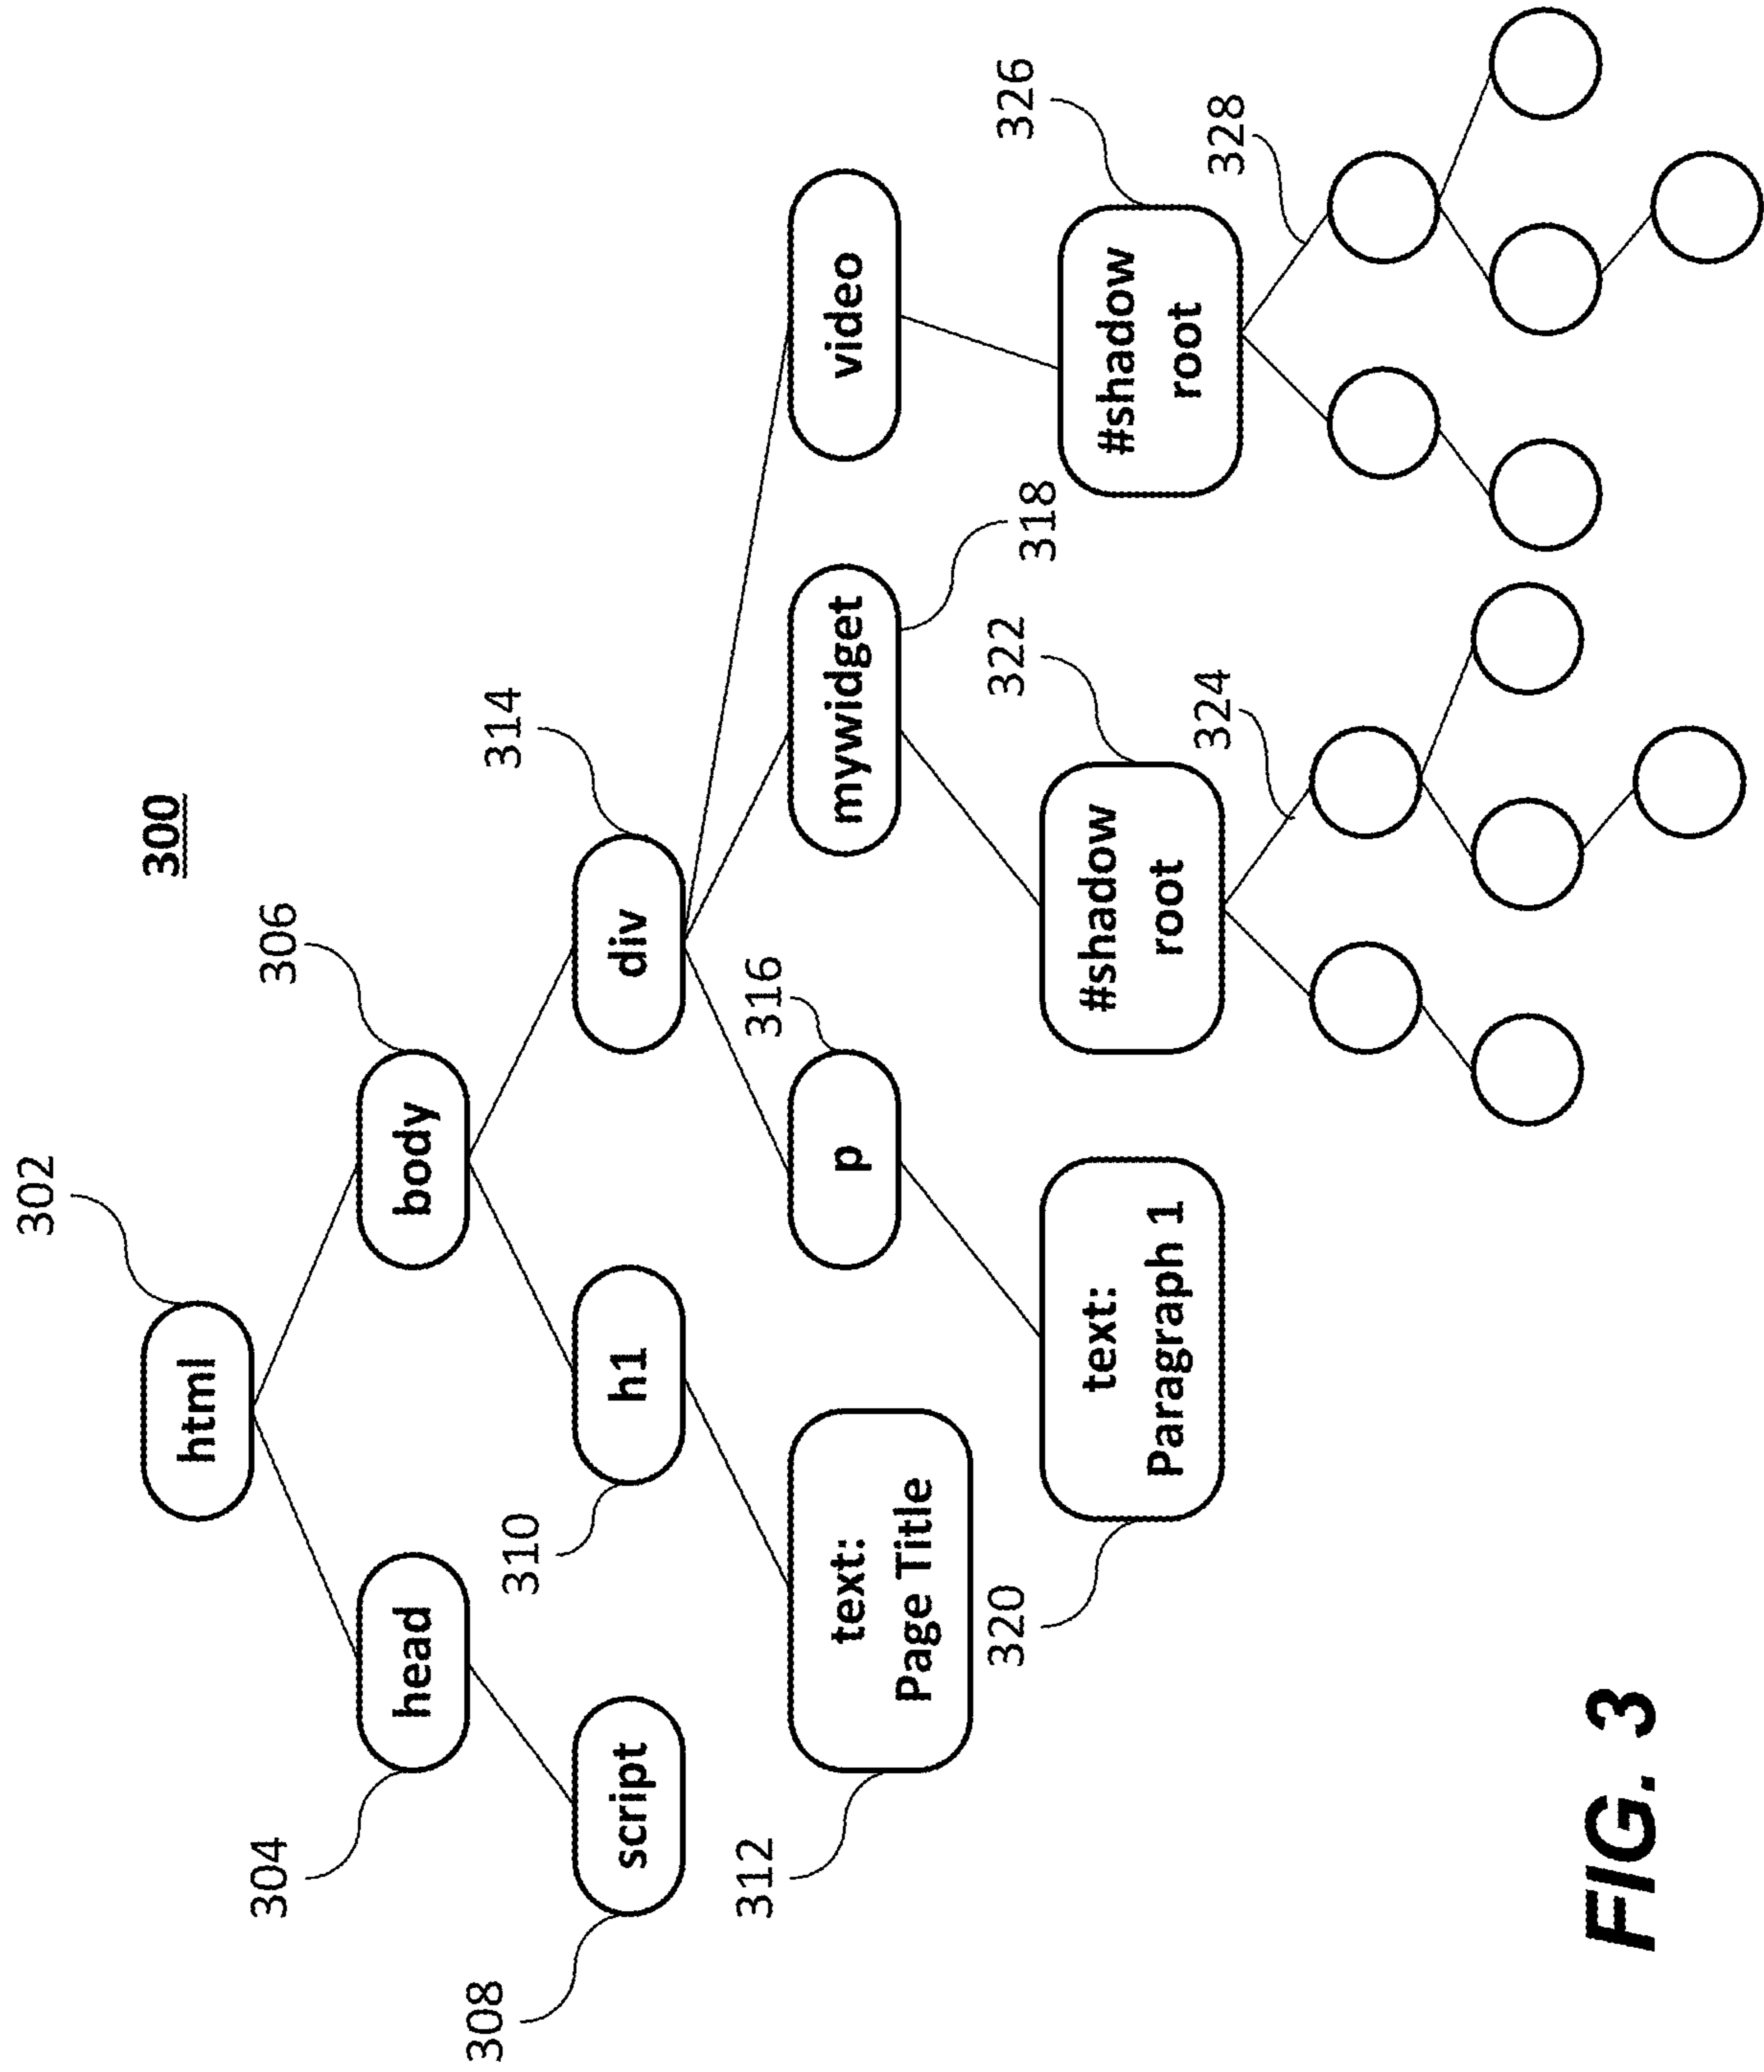 300
302
html
304
head
306
body
308
script
310
h1
314
div
312
text:
Page Title
316
p
mywidget
318
video
320
text:
Paragraph 1
322
#shadow
root
326
#shadow
root
324
328
FIG. 3